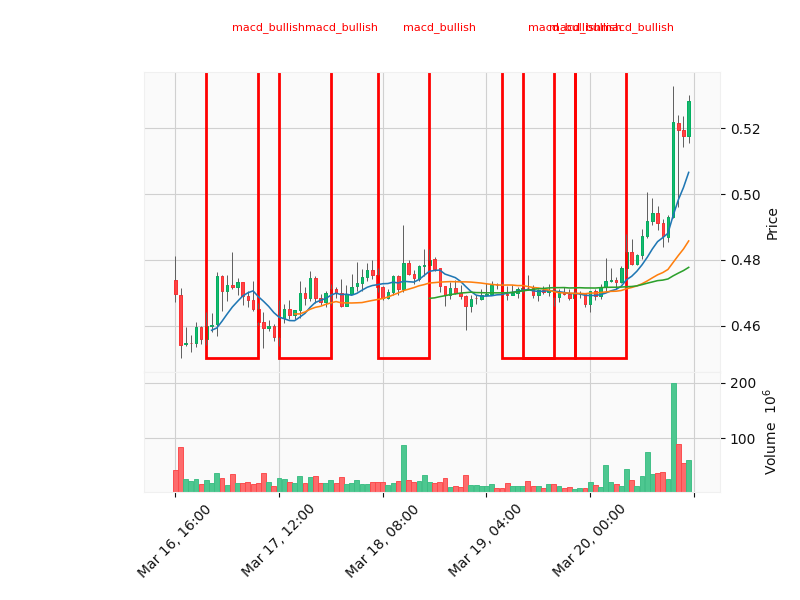 macd_bullish macd_bullish macd_bullish macd_bullish macd_bullish macd_bullish
0.52
0.50
0.48
0.46
Price
200
100
Volume 10^6
Mar 16, 16:00
Mar 17, 12:00
Mar 18, 08:00
Mar 19, 04:00
Mar 20, 00:00